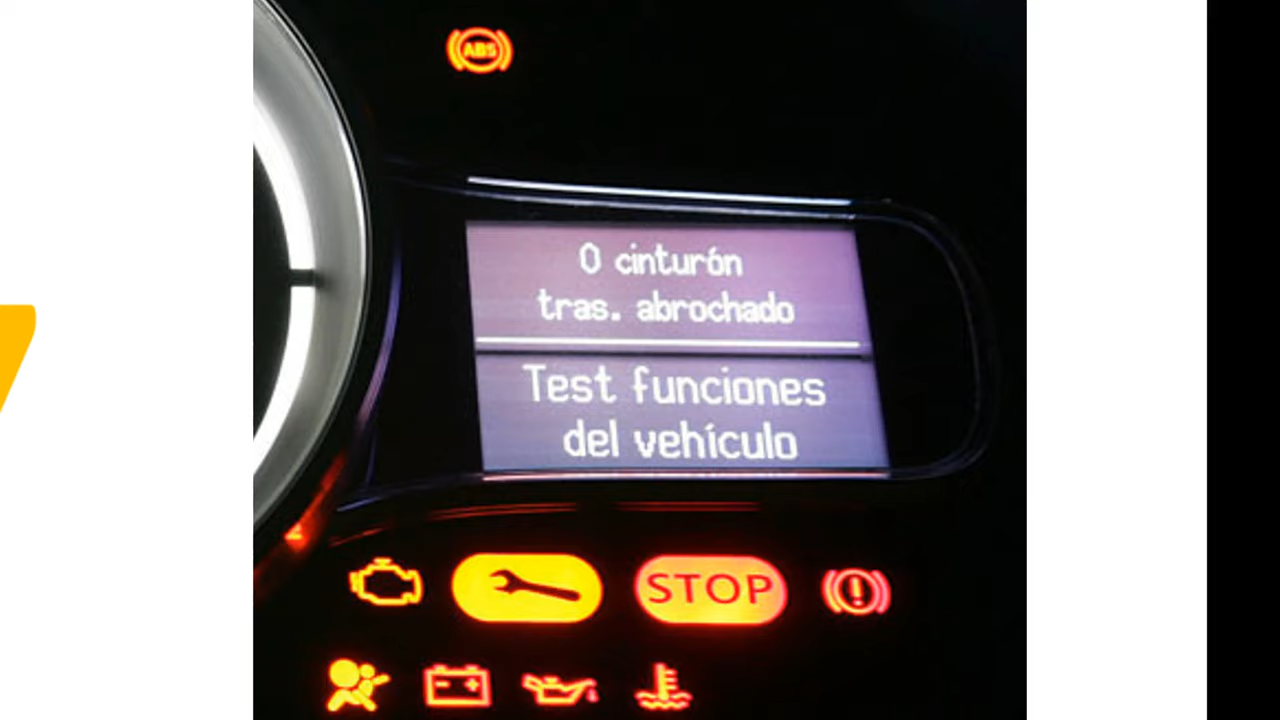 ABS
0 cinturón
tras. abrochado
Test funciones
del vehículo
STOP